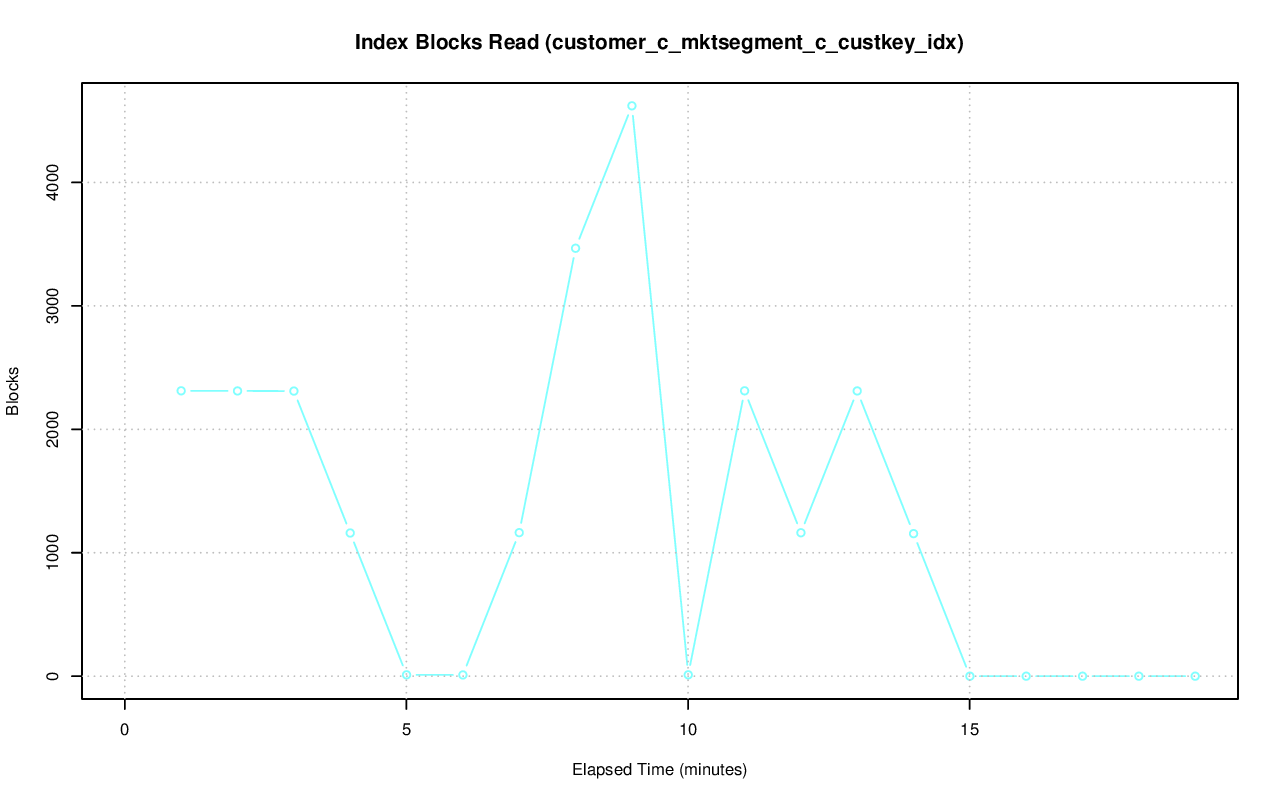 Index Blocks Read (customer_c_mktsegment_c_custkey_idx)
Blocks
4000
3000
2000
1000
0
0 5 10 15
Elapsed Time (minutes)